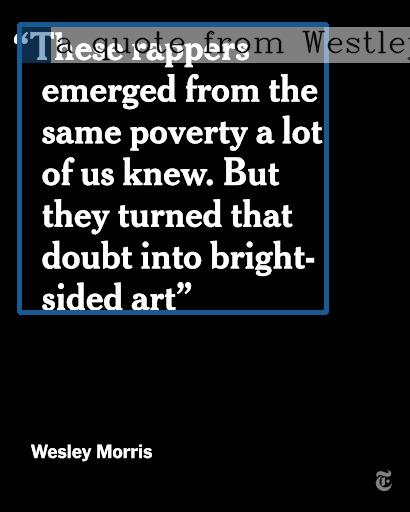 a quote from Westley
“These rappers
emerged from the
same poverty a lot
of us knew. But
they turned that
doubt into bright-
sided art”
Wesley Morris
T